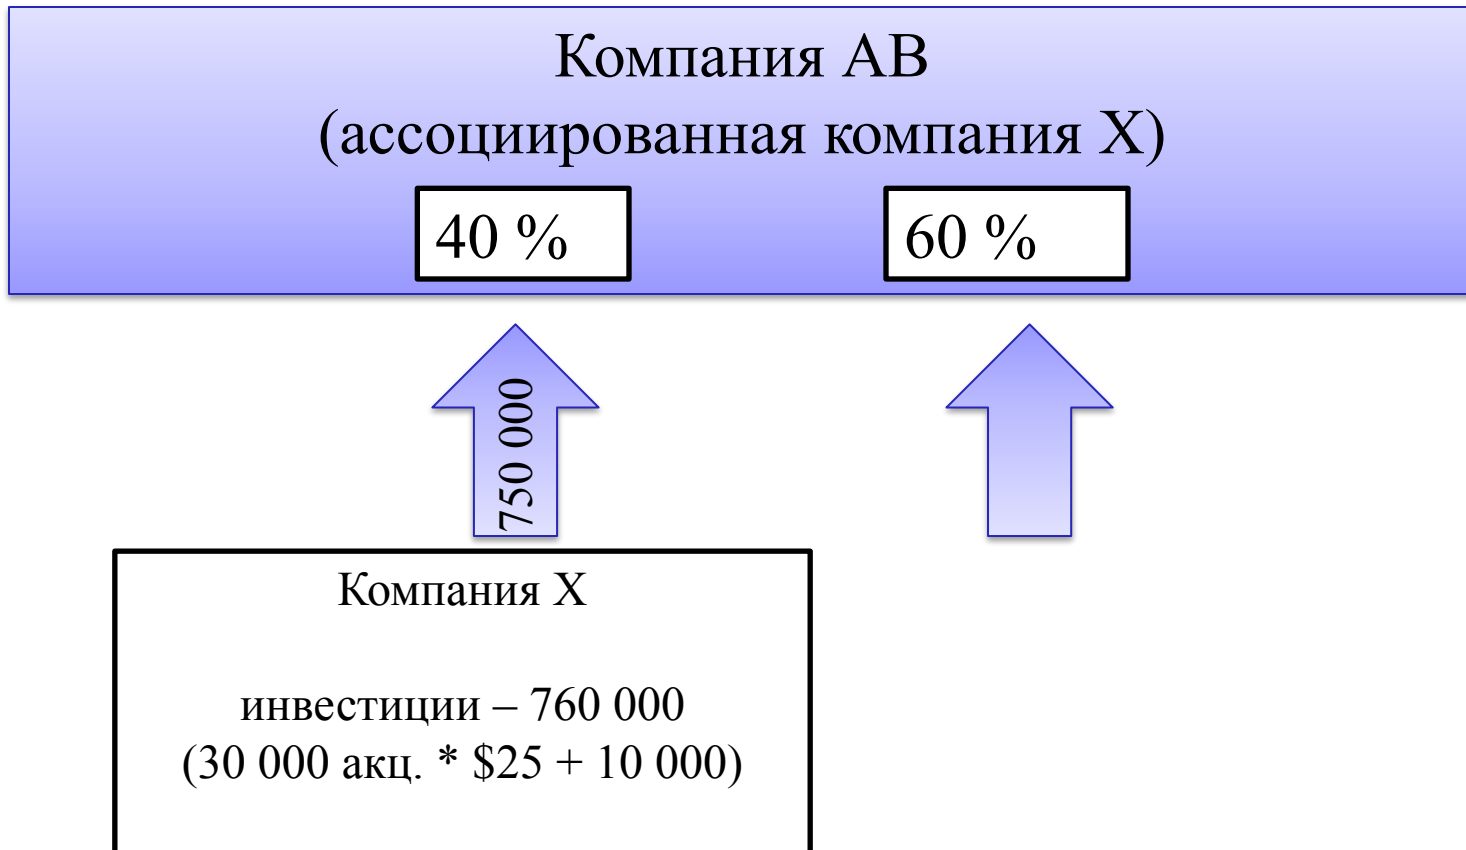 Компания АВ
(ассоциированная компания Х)
40 %
60 %
750 000
Компания Х
инвестиции – 760 000
(30 000 акц. * $25 + 10 000)